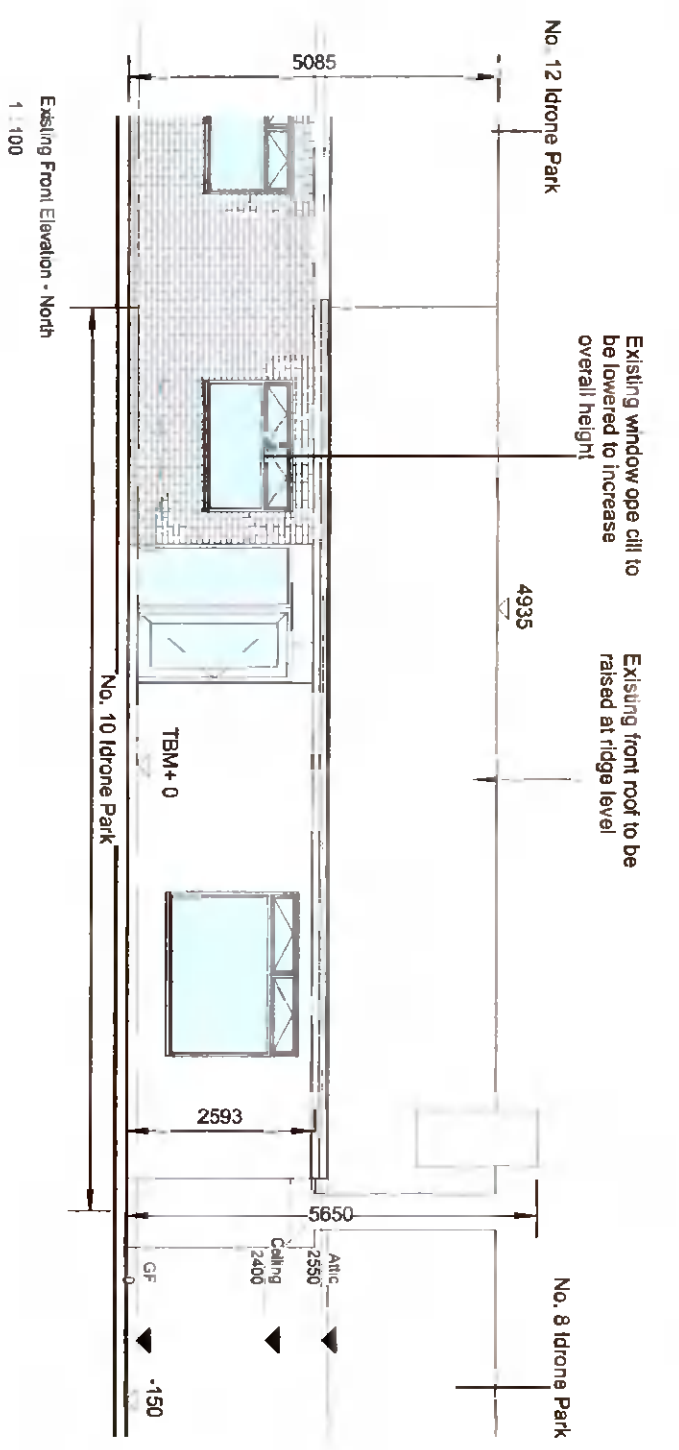 No. 12 Idrone Park
Existing window ope cill to
be lowered to increase
overall height
Existing front roof to be
raised at ridge level
No. 8 Idrone Park
4935
5085
TBM+ 0
2593
5650
Attic
2550
Ceiling
2400
GF
0
-150
No. 10 Idrone Park
Existing Front Elevation - North
1 : 100